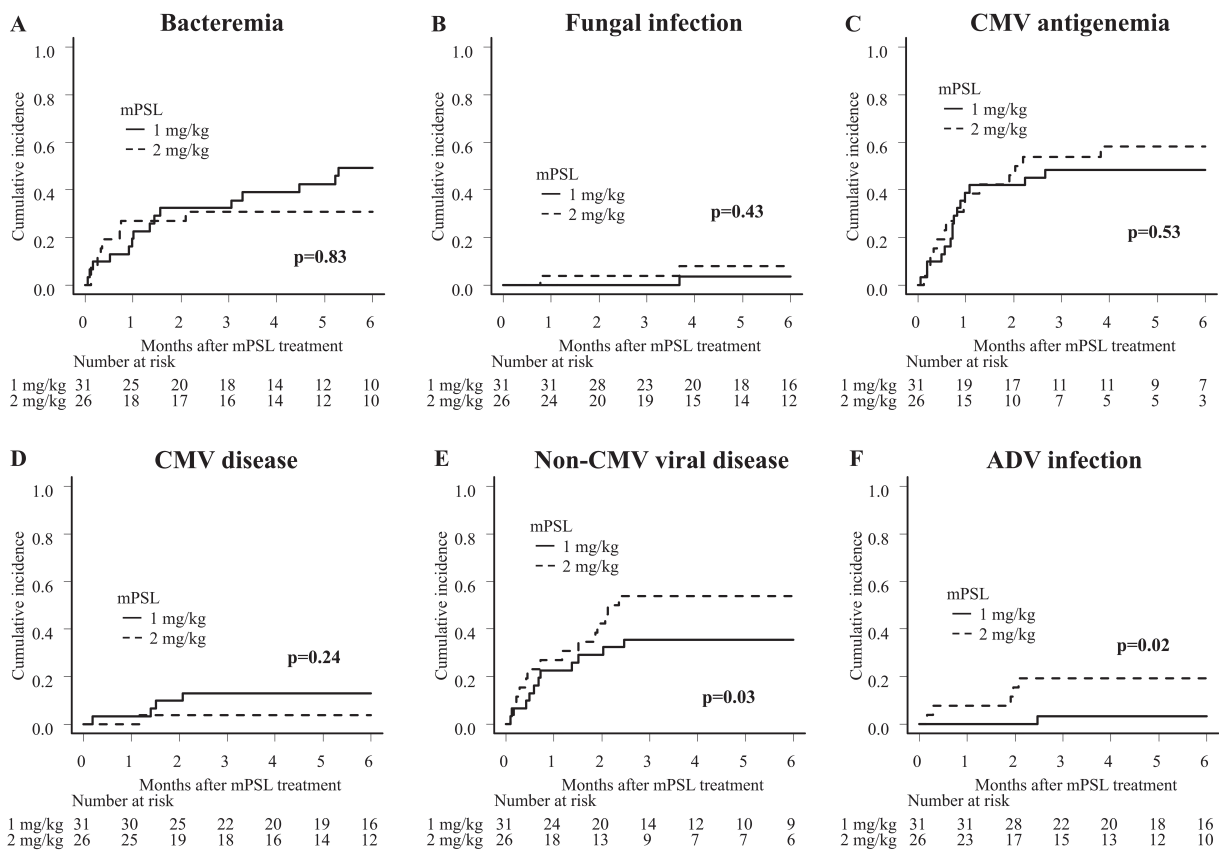 A Bacteremia
1.0
0.8
0.6
0.4
0.2
0.0
Cumulative incidence
mPSL
1 mg/kg
2 mg/kg
p=0.83
0 1 2 3 4 5 6
Months after mPSL treatment
Number at risk
1 mg/kg 31 25 20 18 14 12 10
2 mg/kg 26 18 17 16 14 12 10
B Fungal infection
1.0
0.8
0.6
0.4
0.2
0.0
Cumulative incidence
mPSL
1 mg/kg
2 mg/kg
p=0.43
0 1 2 3 4 5 6
Months after mPSL treatment
Number at risk
31 31 28 23 20 18 16
26 24 20 19 15 14 12
C CMV antigenemia
1.0
0.8
0.6
0.4
0.2
0.0
Cumulative incidence
mPSL
1 mg/kg
2 mg/kg
p=0.53
0 1 2 3 4 5 6
Months after mPSL treatment
Number at risk
1 mg/kg 31 19 17 11 11 9 7
2 mg/kg 26 15 10 7 5 5 3
D CMV disease
1.0
0.8
0.6
0.4
0.2
0.0
Cumulative incidence
mPSL
1 mg/kg
2 mg/kg
p=0.24
0 1 2 3 4 5 6
Months after mPSL treatment
Number at risk
1 mg/kg 31 30 25 22 20 19 16
2 mg/kg 26 25 19 18 16 14 12
E Non-CMV viral disease
1.0
0.8
0.6
0.4
0.2
0.0
Cumulative incidence
mPSL
1 mg/kg
2 mg/kg
p=0.03
0 1 2 3 4 5 6
Months after mPSL treatment
Number at risk
31 24 20 14 12 10 9
26 18 13 9 7 7 6
F ADV infection
1.0
0.8
0.6
0.4
0.2
0.0
Cumulative incidence
mPSL
1 mg/kg
2 mg/kg
p=0.02
0 1 2 3 4 5 6
Months after mPSL treatment
Number at risk
1 mg/kg 31 31 28 22 20 18 16
2 mg/kg 26 23 17 15 13 12 10